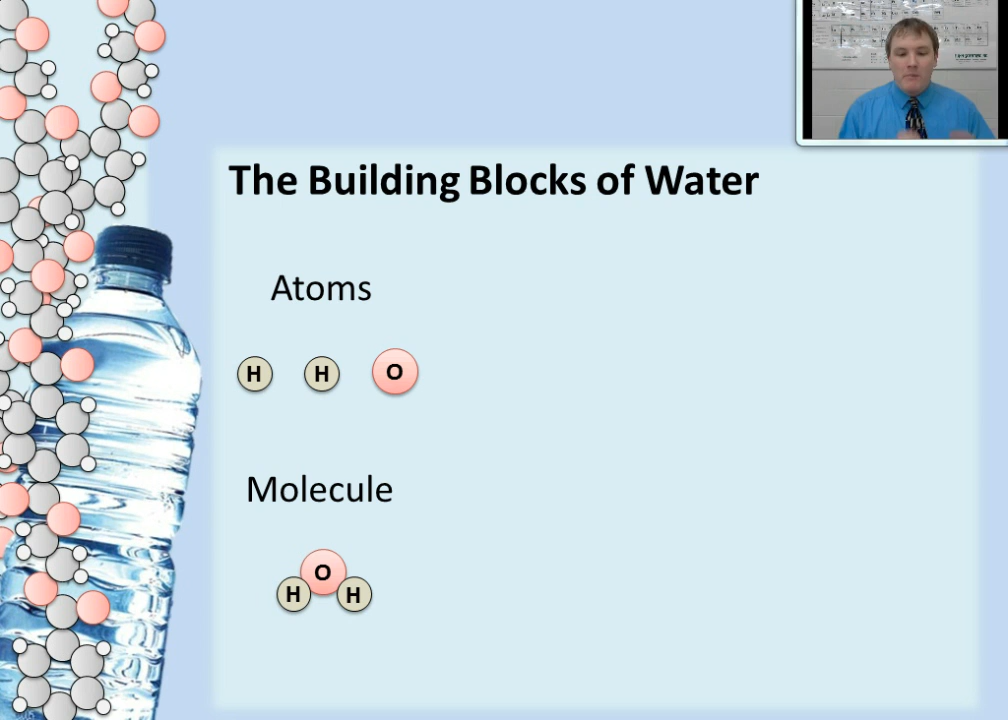 The Building Blocks of Water
Atoms
H H O
Molecule
O
H H